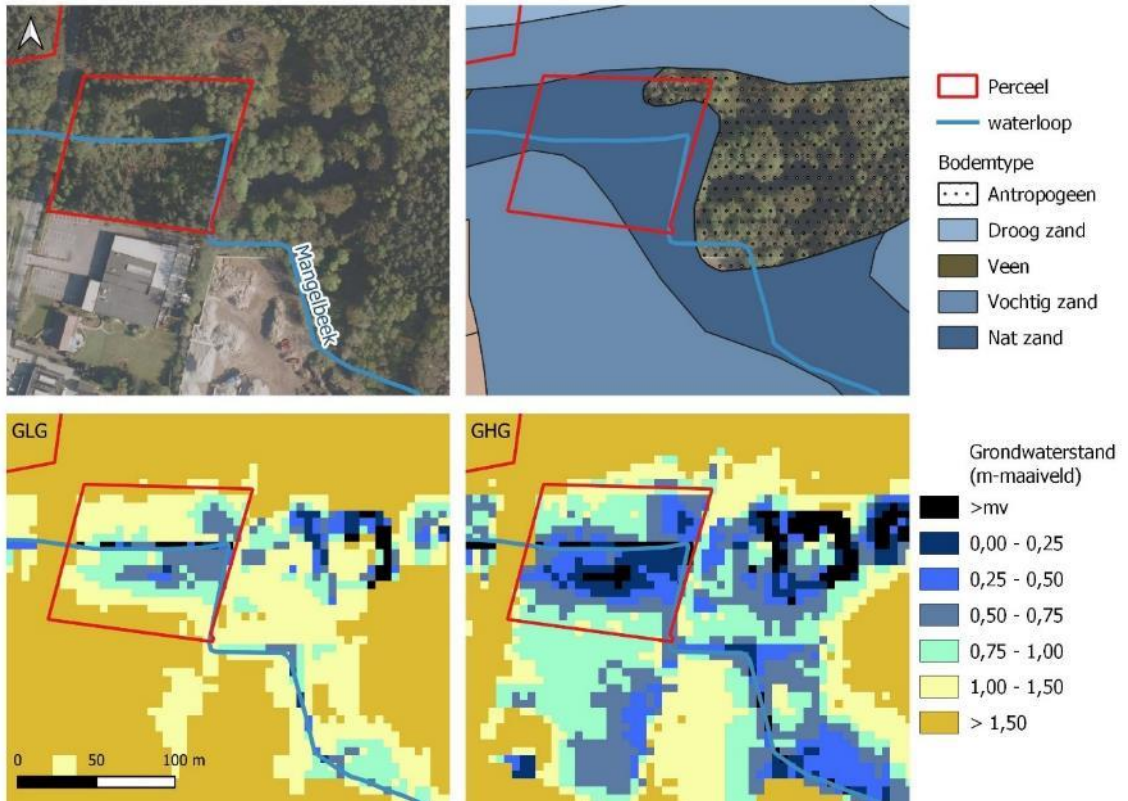 Mangelbeek
Perceel
waterloop
Bodemtype
Antropogeen
Droog zand
Veen
Vochtig zand
Nat zand
GLG
GHG
0 50 100 m
Grondwaterstand
(m-maaiveld)
>mv
0,00 - 0,25
0,25 - 0,50
0,50 - 0,75
0,75 - 1,00
1,00 - 1,50
> 1,50